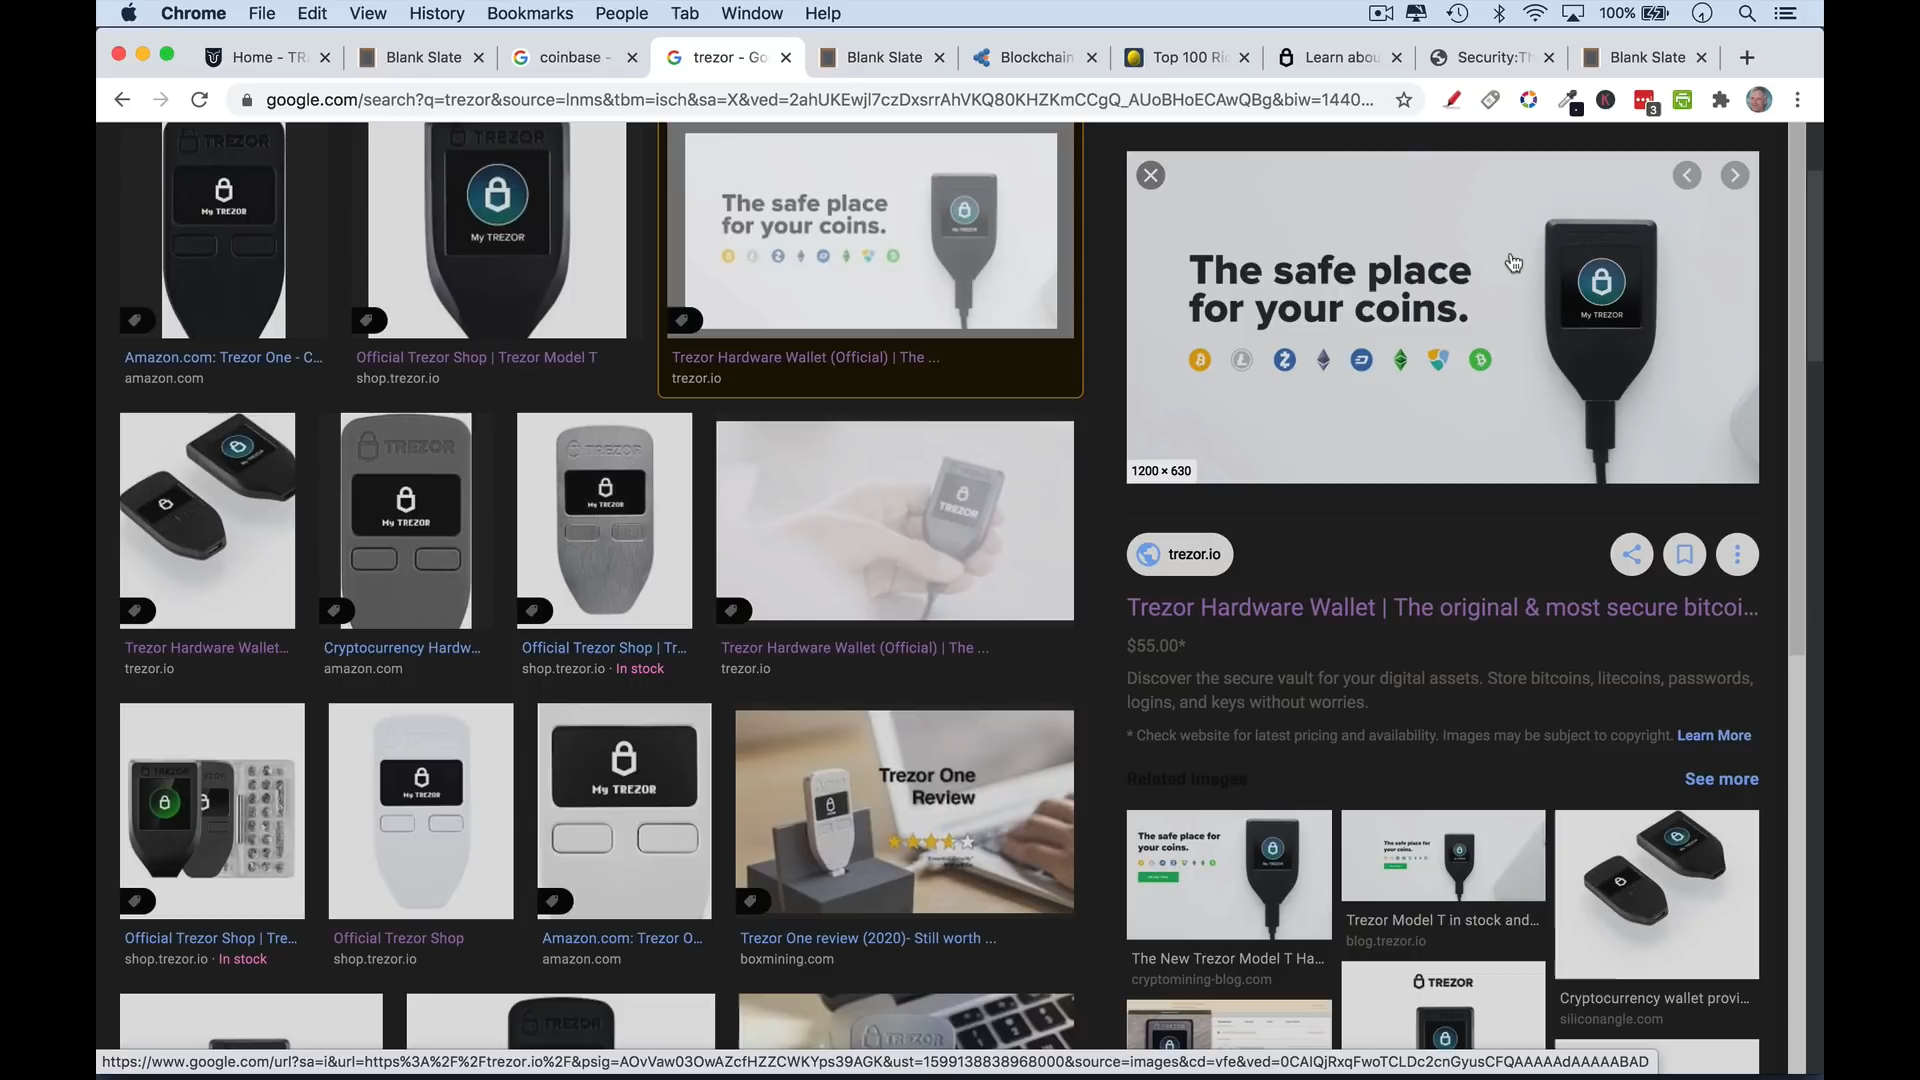 Chrome File Edit View History Bookmarks People Tab Window Help 100%
Home - TR Blank Slate coinbase - trezor - Go Blank Slate Blockchain Top 100 Ri Learn abou Security:Th Blank Slate
google.com/search?q=trezor&source=lnms&tbm=isch&sa=X&ved=2ahUKEwjl7czDxsrrAhVKQ80KHZKmCCgQ_AUoBHoECAwQBg&biw=1440...
3
TREZOR
My TREZOR
TREZOR
My TREZOR
The safe place
for your coins.
My TREZOR
Amazon.com: Trezor One - C...
amazon.com
Official Trezor Shop | Trezor Model T
shop.trezor.io
Trezor Hardware Wallet (Official) | The ...
trezor.io
The safe place
for your coins.
My TREZOR
1200 × 630
TREZOR
My TREZOR
TREZOR
My TREZOR
TREZOR
Trezor Hardware Wallet...
trezor.io
Cryptocurrency Hardw...
amazon.com
Official Trezor Shop | Tr...
shop.trezor.io · In stock
Trezor Hardware Wallet (Official) | The ...
trezor.io
trezor.io
Trezor Hardware Wallet | The original & most secure bitcoi...
$55.00*
Discover the secure vault for your digital assets. Store bitcoins, litecoins, passwords,
logins, and keys without worries.
* Check website for latest pricing and availability. Images may be subject to copyright. Learn More
Related Images
See more
My TREZOR
My TREZOR
Trezor One
Review
Official Trezor Shop | Tre...
shop.trezor.io · In stock
Official Trezor Shop
shop.trezor.io
Amazon.com: Trezor O...
amazon.com
Trezor One review (2020)- Still worth ...
boxmining.com
The safe place for
your coins.
The New Trezor Model T Ha...
cryptomining-blog.com
The safe place for
your coins.
Trezor Model T in stock and...
blog.trezor.io
Cryptocurrency wallet provi...
siliconangle.com
TREZOR
TREZOR
TREZOR
https://www.google.com/url?sa=i&url=https%3A%2F%2Ftrezor.io%2F&psig=AOvVaw03OwAZcfHZZCWKYps39AGK&ust=1599138838968000&source=images&cd=vfe&ved=0CAIQjRxqFwoTCLDc2cnGyusCFQAAAAAdAAAAABAD